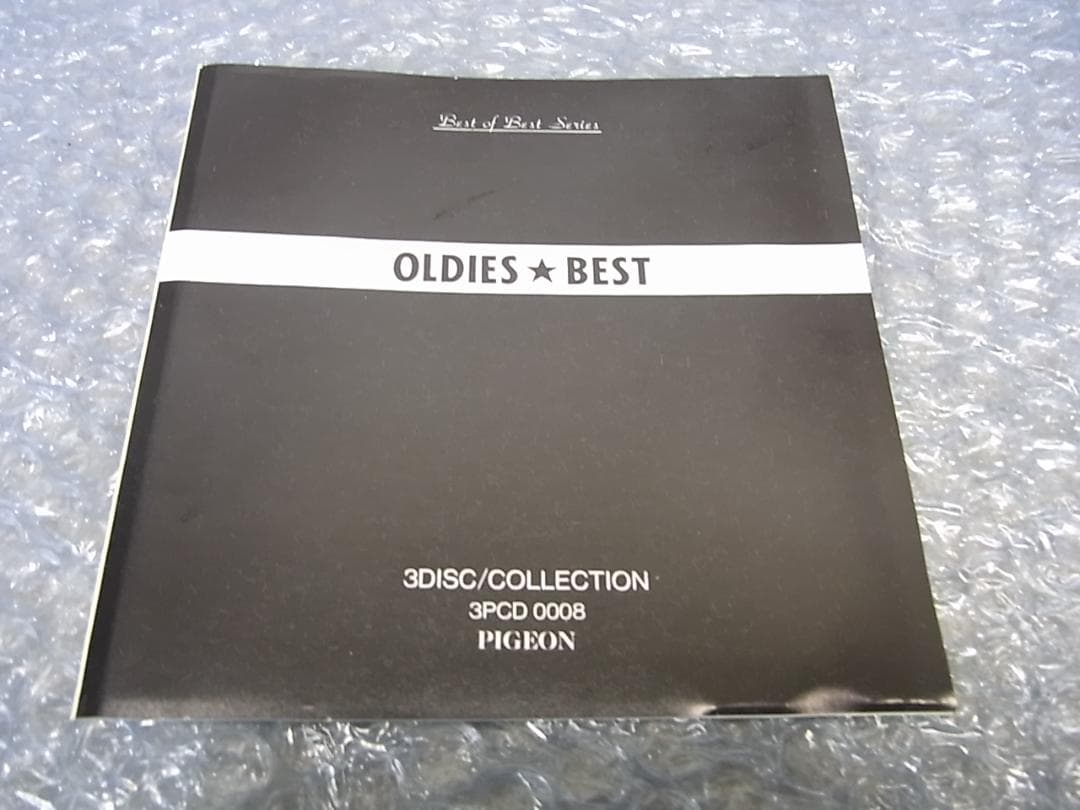 Best of Best Series
OLDIES ★ BEST
3DISC/COLLECTION
3PCD 0008
PIGEON